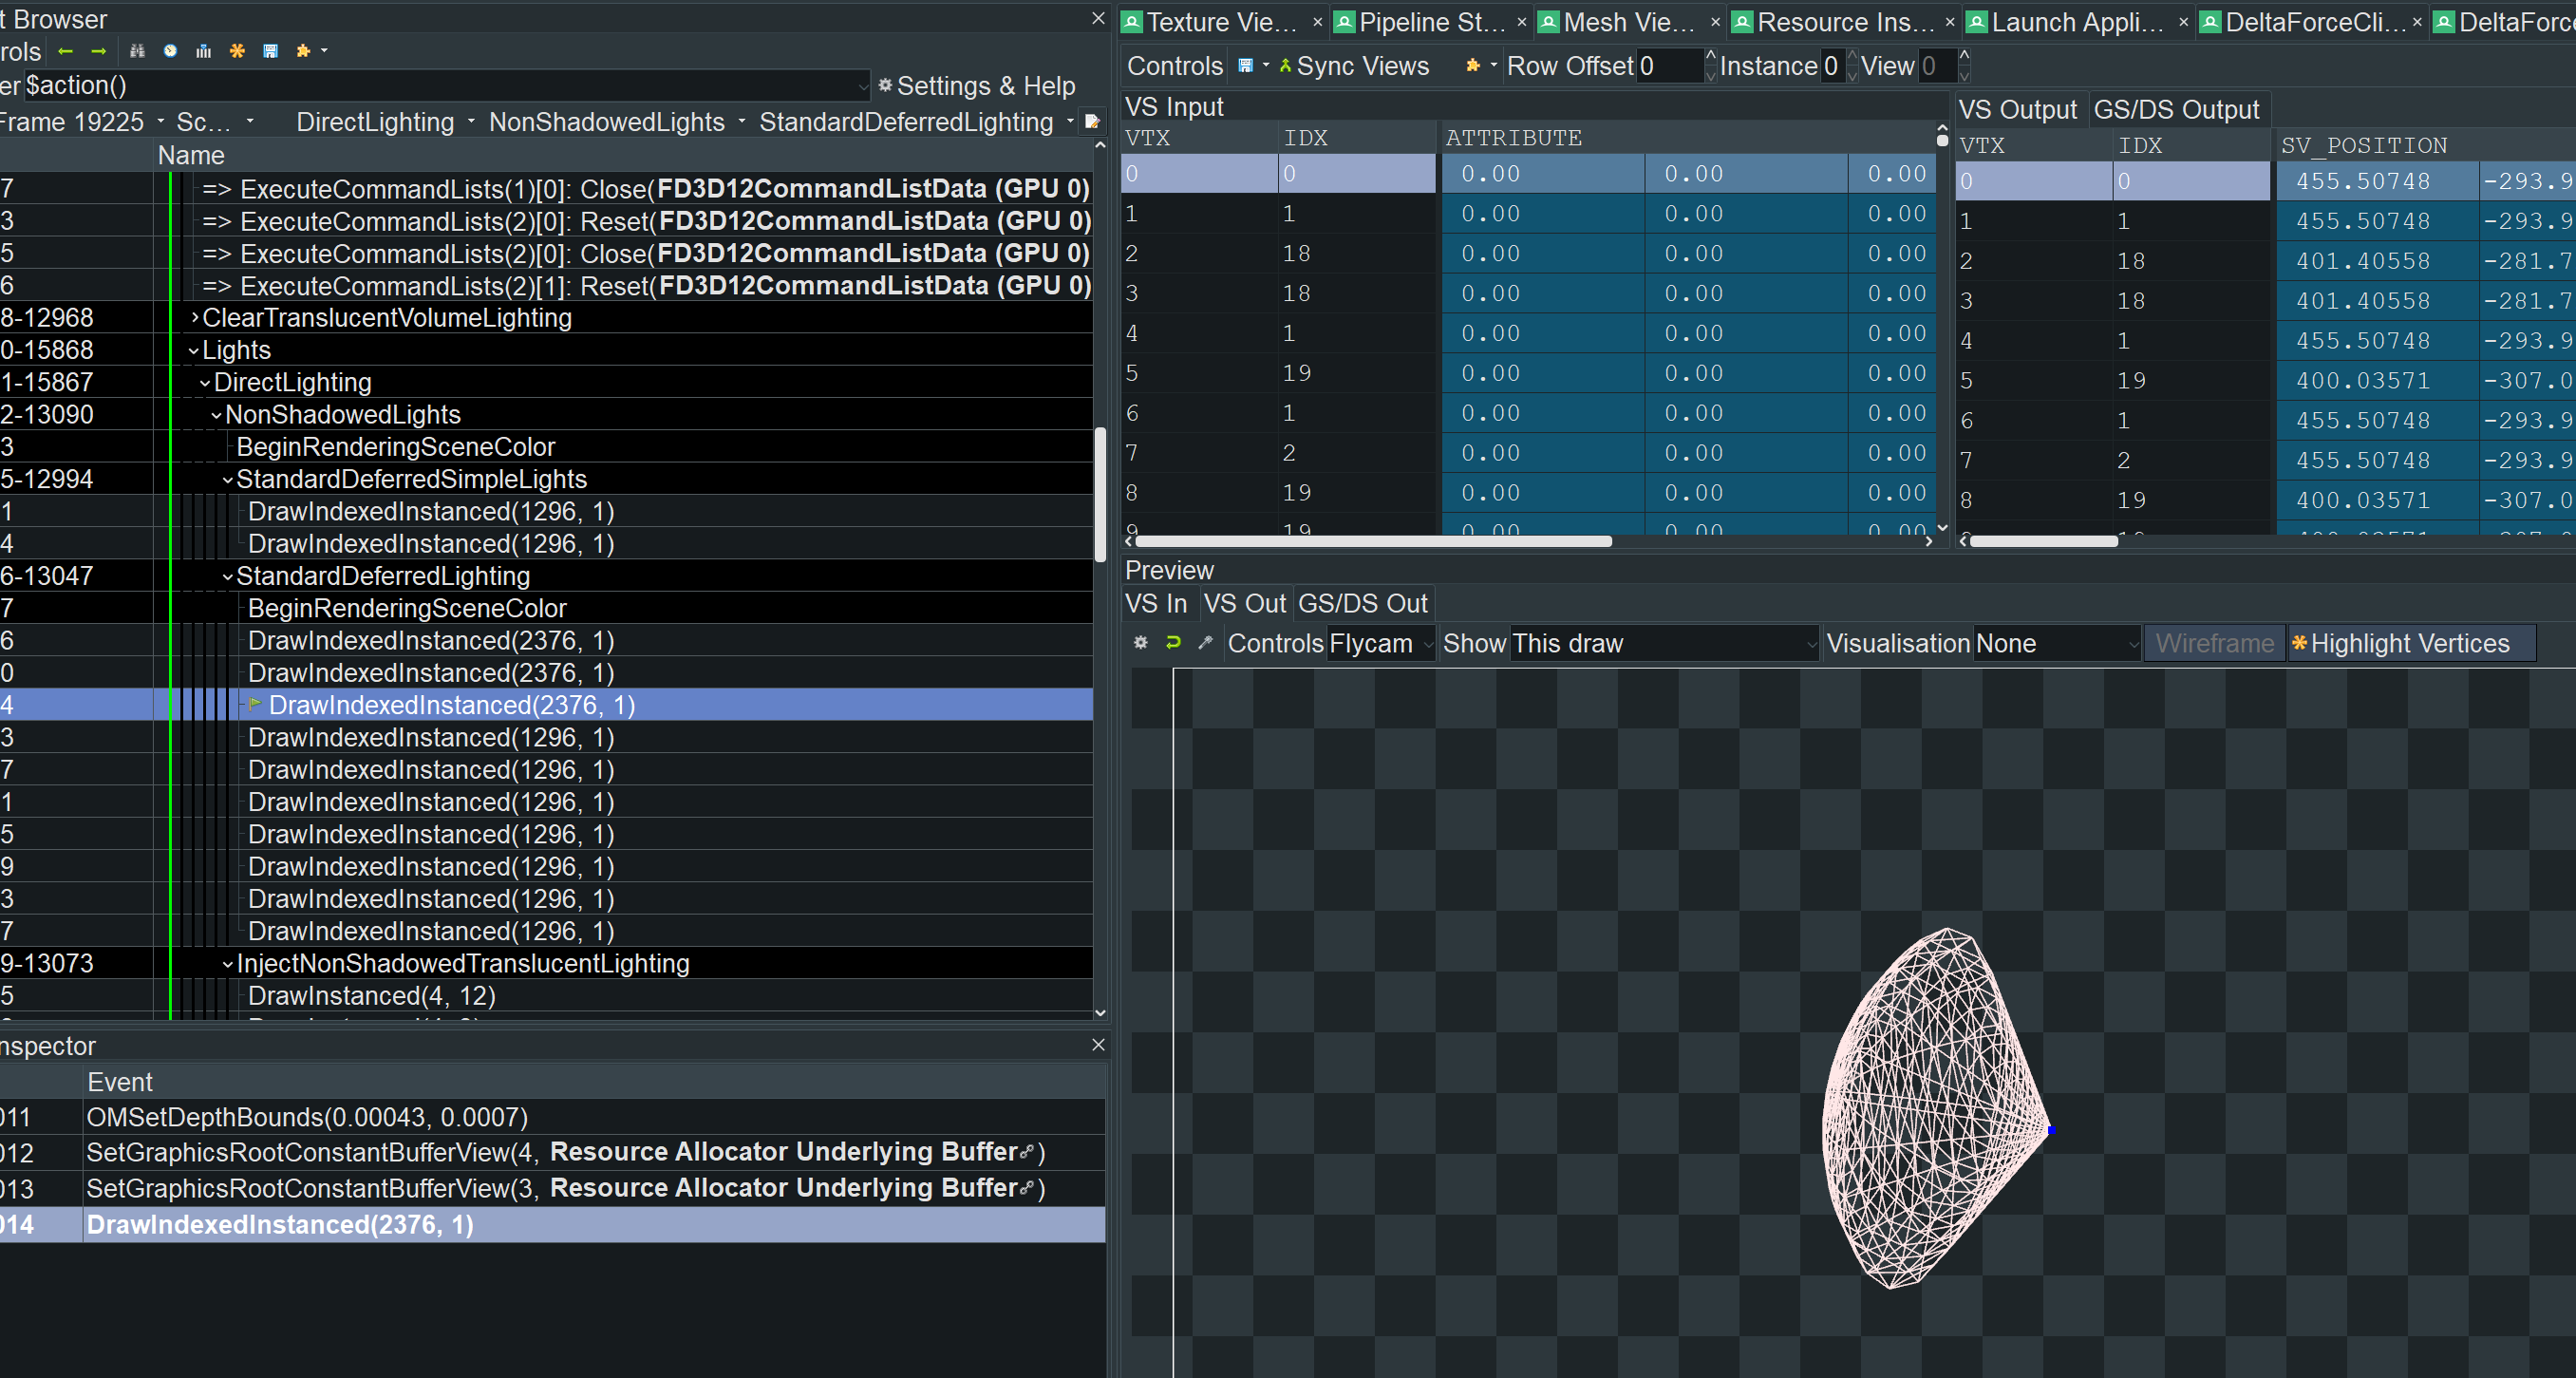 t Browser
rols
er $action() Settings & Help
Frame 19225 Sc... DirectLighting NonShadowedLights StandardDeferredLighting
Name
7 => ExecuteCommandLists(1)[0]: Close(FD3D12CommandListData (GPU 0)
3 => ExecuteCommandLists(2)[0]: Reset(FD3D12CommandListData (GPU 0)
5 => ExecuteCommandLists(2)[0]: Close(FD3D12CommandListData (GPU 0)
6 => ExecuteCommandLists(2)[1]: Reset(FD3D12CommandListData (GPU 0)
8-12968 ClearTranslucentVolumeLighting
0-15868 Lights
1-15867 DirectLighting
2-13090 NonShadowedLights
3 BeginRenderingSceneColor
5-12994 StandardDeferredSimpleLights
1 DrawIndexedInstanced(1296, 1)
4 DrawIndexedInstanced(1296, 1)
6-13047 StandardDeferredLighting
7 BeginRenderingSceneColor
6 DrawIndexedInstanced(2376, 1)
0 DrawIndexedInstanced(2376, 1)
4 DrawIndexedInstanced(2376, 1)
3 DrawIndexedInstanced(1296, 1)
7 DrawIndexedInstanced(1296, 1)
1 DrawIndexedInstanced(1296, 1)
5 DrawIndexedInstanced(1296, 1)
9 DrawIndexedInstanced(1296, 1)
3 DrawIndexedInstanced(1296, 1)
7 DrawIndexedInstanced(1296, 1)
9-13073 InjectNonShadowedTranslucentLighting
5 DrawInstanced(4, 12)
nspector
Event
011 OMSetDepthBounds(0.00043, 0.0007)
012 SetGraphicsRootConstantBufferView(4, Resource Allocator Underlying Buffer)
013 SetGraphicsRootConstantBufferView(3, Resource Allocator Underlying Buffer)
014 DrawIndexedInstanced(2376, 1)
Texture Vie... Pipeline St... Mesh Vie... Resource Ins... Launch Appli... DeltaForceCli... DeltaForce
Controls Sync Views Row Offset 0 Instance 0 View 0
VS Input
VTX IDX ATTRIBUTE
0 0 0.00 0.00 0.00
1 1 0.00 0.00 0.00
2 18 0.00 0.00 0.00
3 18 0.00 0.00 0.00
4 1 0.00 0.00 0.00
5 19 0.00 0.00 0.00
6 1 0.00 0.00 0.00
7 2 0.00 0.00 0.00
8 19 0.00 0.00 0.00
9 19 0.00 0.00 0.00
VS Output GS/DS Output
VTX IDX SV_POSITION
0 0 455.50748 -293.9
1 1 455.50748 -293.9
2 18 401.40558 -281.7
3 18 401.40558 -281.7
4 1 455.50748 -293.9
5 19 400.03571 -307.0
6 1 455.50748 -293.9
7 2 455.50748 -293.9
8 19 400.03571 -307.0
Preview
VS In VS Out GS/DS Out
Controls Flycam Show This draw Visualisation None Wireframe Highlight Vertices